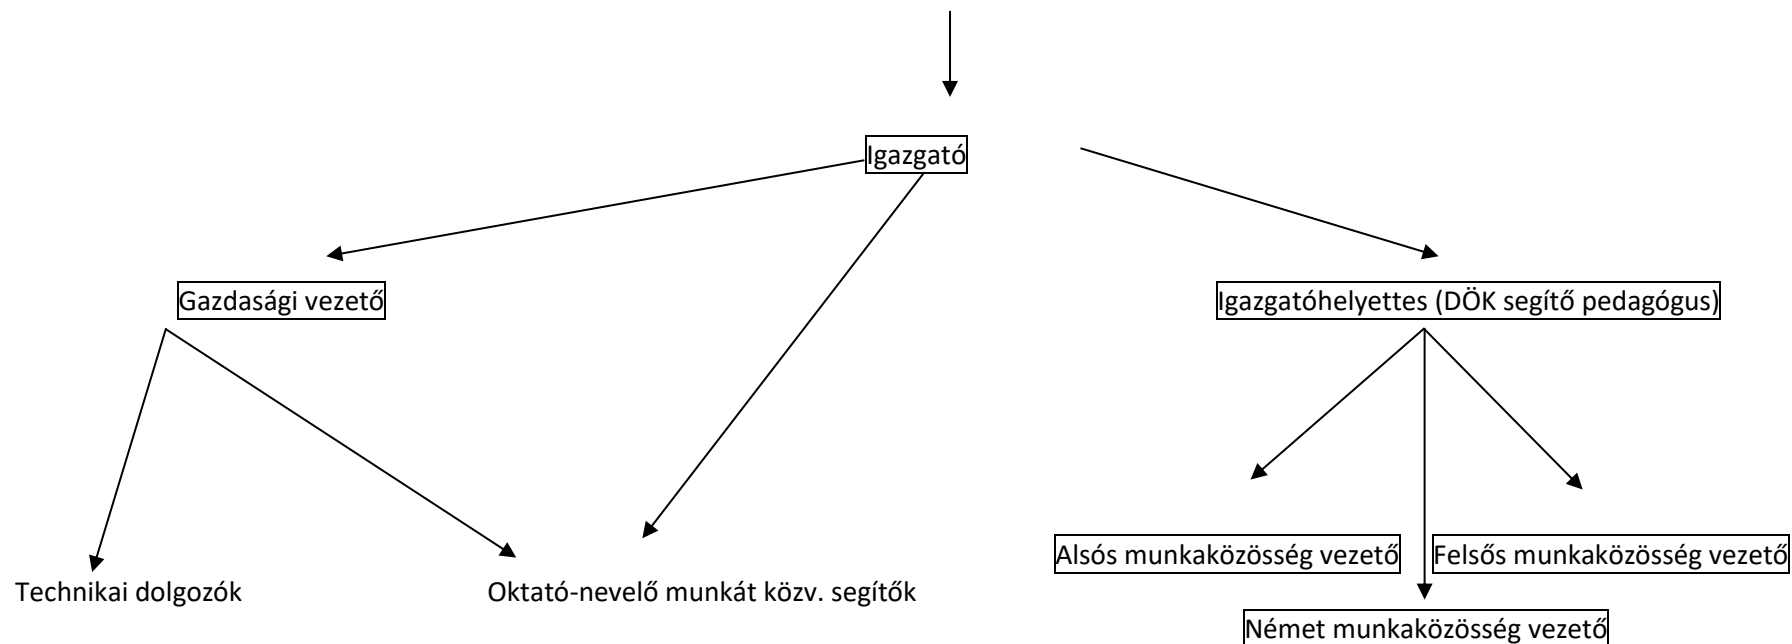 Igazgató
Gazdasági vezető
Igazgatóhelyettes (DÖK segítő pedagógus)
Alsós munkaközösség vezető
Felsős munkaközösség vezető
Technikai dolgozók
Oktató-nevelő munkát közv. segítők
Német munkaközösség vezető